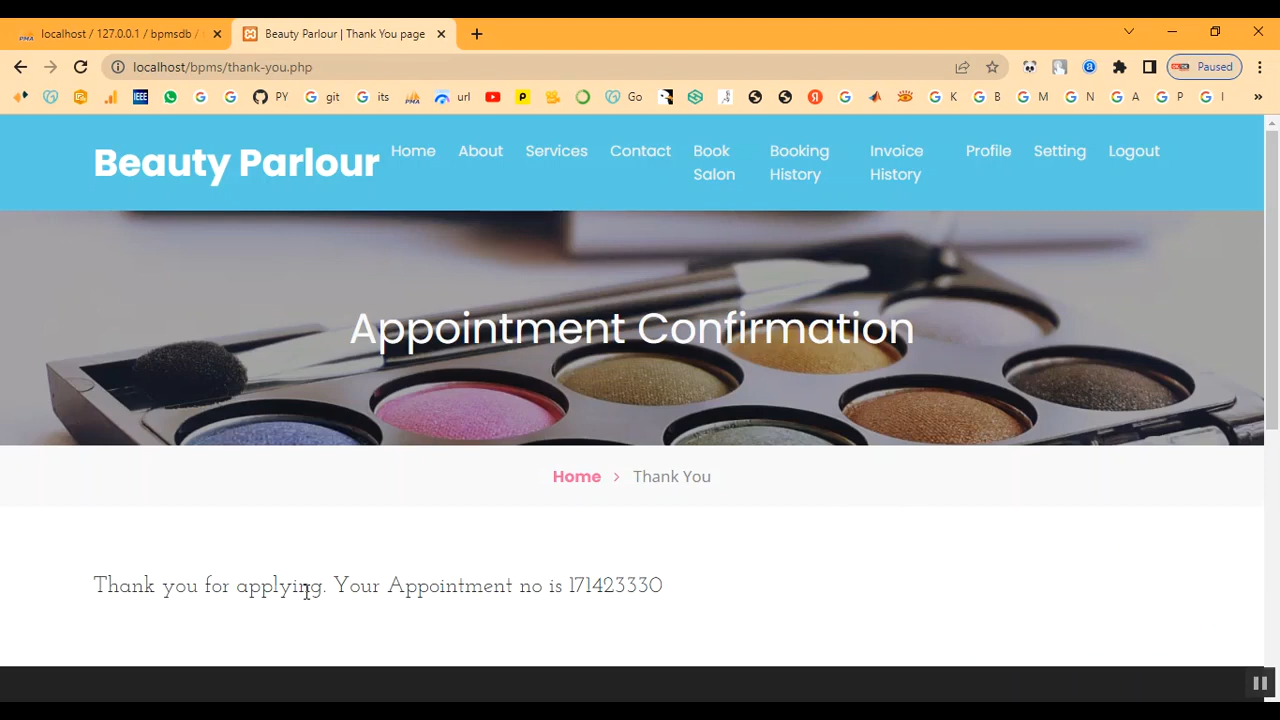 localhost / 127.0.0.1 / bpmsdb /
Beauty Parlour | Thank You page
localhost/bpms/thank-you.php
Paused
IEEE
PY
git
its
url
Go
K
B
M
N
A
P
I
Beauty Parlour
Home
About
Services
Contact
Book Salon
Booking History
Invoice History
Profile
Setting
Logout
Appointment Confirmation
Home > Thank You
Thank you for applying. Your Appointment no is 171423330